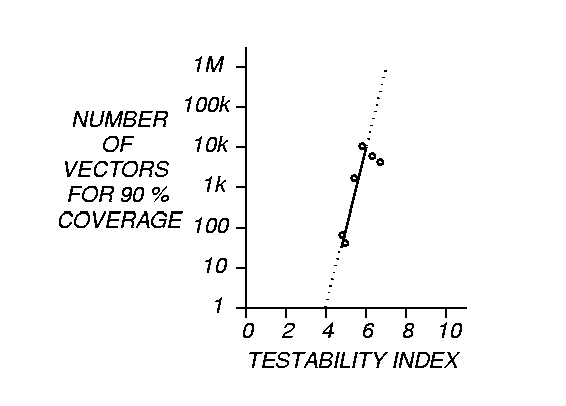 1M
100k
10k
1k
100
10
1
NUMBER
OF
VECTORS
FOR 90 %
COVERAGE
0 2 4 6 8 10
TESTABILITY INDEX